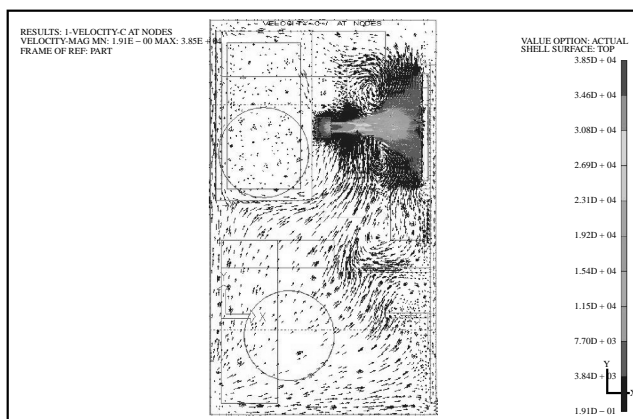 VELOCITY-C-V AT NODES
RESULTS: 1-VELOCITY-C AT NODES
VELOCITY-MAG MN: 1.91E – 00 MAX: 3.85E +
FRAME OF REF: PART
VALUE OPTION: ACTUAL
SHELL SURFACE: TOP
3.85D + 04
3.46D + 04
3.08D + 04
2.69D + 04
2.31D + 04
1.92D + 04
1.54D + 04
1.15D + 04
7.70D + 03
3.84D + 03
1.91D – 01
Y
X